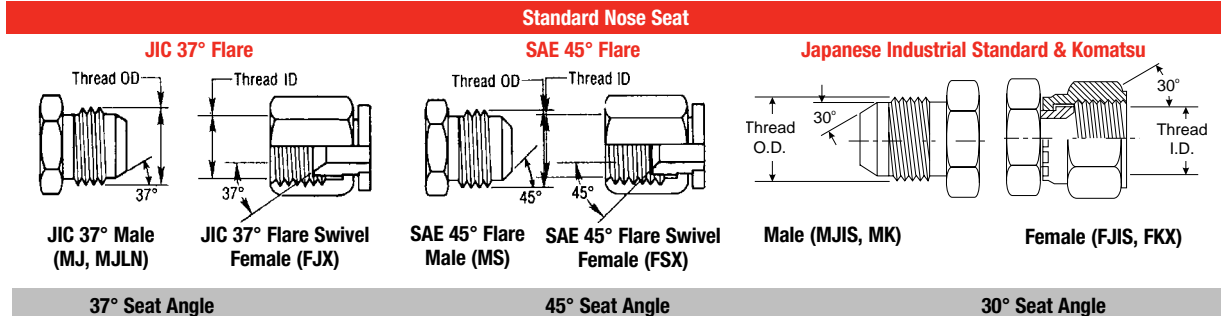 Standard Nose Seat
JIC 37° Flare
SAE 45° Flare
Japanese Industrial Standard & Komatsu
Thread OD
Thread ID
37°
37°
Thread OD
Thread ID
45°
45°
Thread
O.D.
30°
30°
Thread
I.D.
JIC 37° Male
(MJ, MJLN)
JIC 37° Flare Swivel
Female (FJX)
SAE 45° Flare
Male (MS)
SAE 45° Flare Swivel
Female (FSX)
Male (MJIS, MK)
Female (FJIS, FKX)
37° Seat Angle
45° Seat Angle
30° Seat Angle